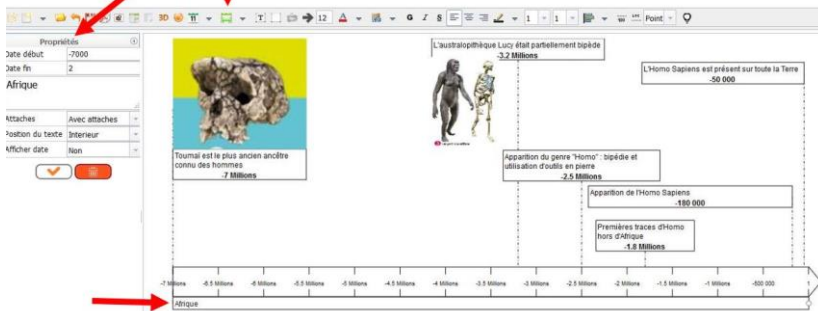 3D 12 G I S 1 1 Point
Propriétés
Date début -7000
Date fin 2
Afrique
Attaches Avec attaches
Position du texte Interieur
Afficher date Non
L'australopithèque Lucy était partiellement bipède
-3.2 Millions
L'Homo Sapiens est présent sur toute la Terre
-50 000
Toumaï est le plus ancien ancêtre
connu des hommes
-7 Millions
Apparition du genre "Homo" : bipédie et
utilisation d'outils en pierre
-2.5 Millions
Apparition de l'Homo Sapiens
-180 000
Premières traces d'Homo
hors d'Afrique
-1.8 Millions
-7 Millions -6.5 Millions -6 Millions -5.5 Millions -5 Millions -4.5 Millions -4 Millions -3.5 Millions -3 Millions -2.5 Millions -2 Millions -1.5 Millions -1 Millions -500 000 1
Afrique